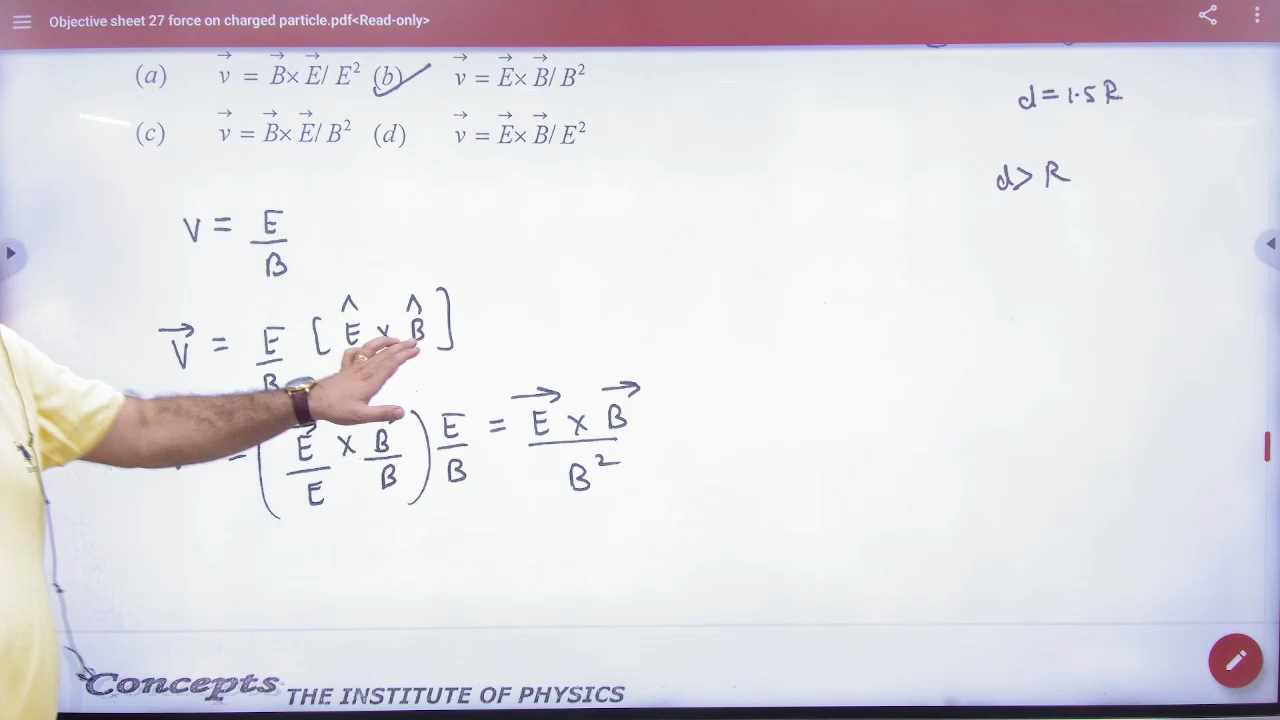 Objective sheet 27 force on charged particle.pdf<Read-only>
(a) v⃗ = B⃗× E⃗/ E² (b) v⃗ = E⃗× B⃗/ B²
(c) v⃗ = B⃗× E⃗/ B² (d) v⃗ = E⃗× B⃗/ E²
d = 1.5 R
d > R
v = E/B
V⃗ = E/B [Ê × B̂]
= (E⃗/E × B⃗/B) E/B = E⃗ × B⃗ / B²
Concepts THE INSTITUTE OF PHYSICS